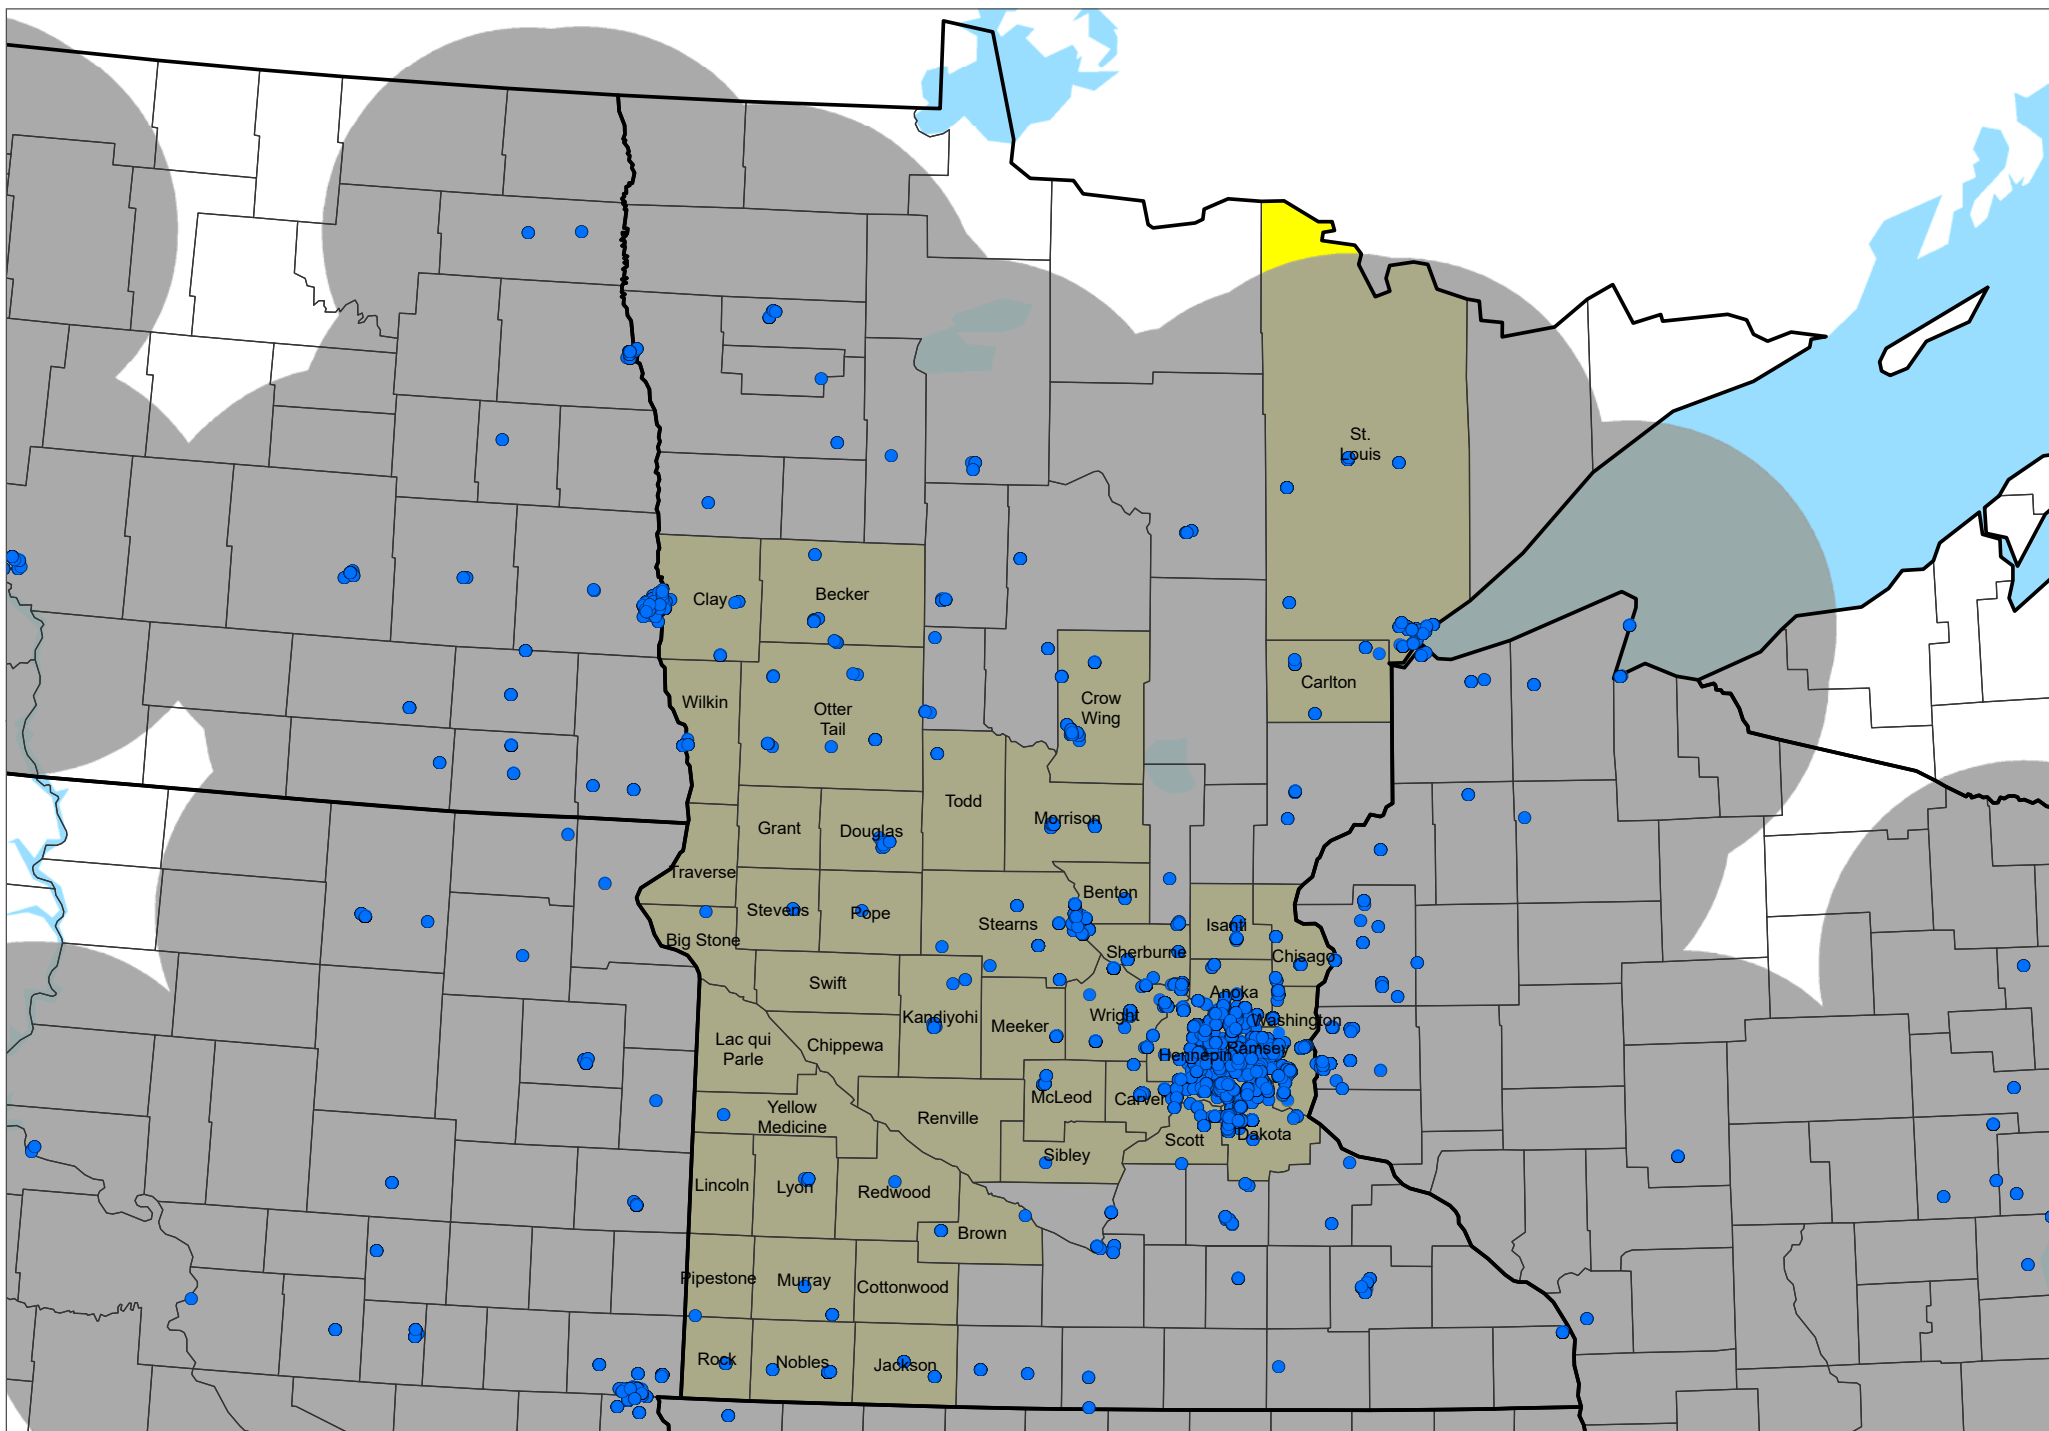 St.
Louis
Clay
Becker
Carlton
Wilkin
Otter
Tail
Crow
Wing
Todd
Morrison
Grant
Douglas
Traverse
Benton
Stevens
Pope
Stearns
Isanti
Big Stone
Sherburne
Chisago
Swift
Anoka
Kandiyohi
Meeker
Wright
Washington
Lac qui
Parle
Chippewa
Hennepin
Ramsey
McLeod
Carver
Yellow
Medicine
Renville
Scott
Dakota
Sibley
Lincoln
Lyon
Redwood
Brown
Pipestone
Murray
Cottonwood
Rock
Nobles
Jackson